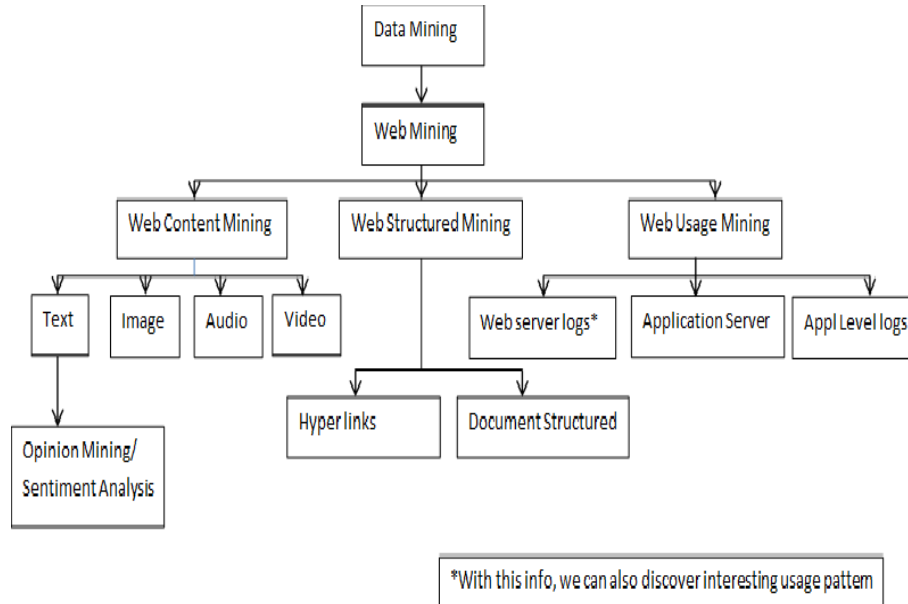 Data Mining
Web Mining
Web Content Mining
Web Structured Mining
Web Usage Mining
Text
Image
Audio
Video
Web server logs*
Application Server
Appl Level logs
Hyper links
Document Structured
Opinion Mining/
Sentiment Analysis
*With this info, we can also discover interesting usage pattern